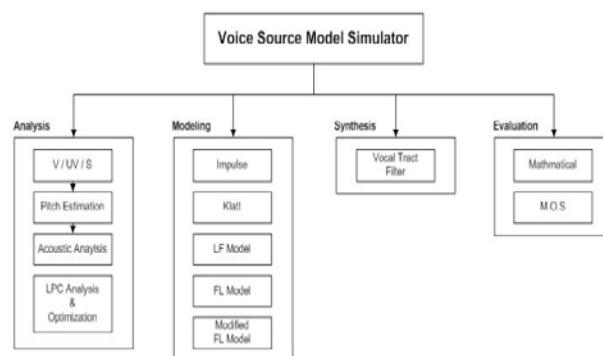 Voice Source Model Simulator
Analysis
V / UV / S
Pitch Estimation
Acoustic Anaylsis
LPC Analysis
&
Optimization
Modeling
Impulse
Klatt
LF Model
FL Model
Modified
FL Model
Synthesis
Vocal Tract
Filter
Evaluation
Mathmatical
M.O.S